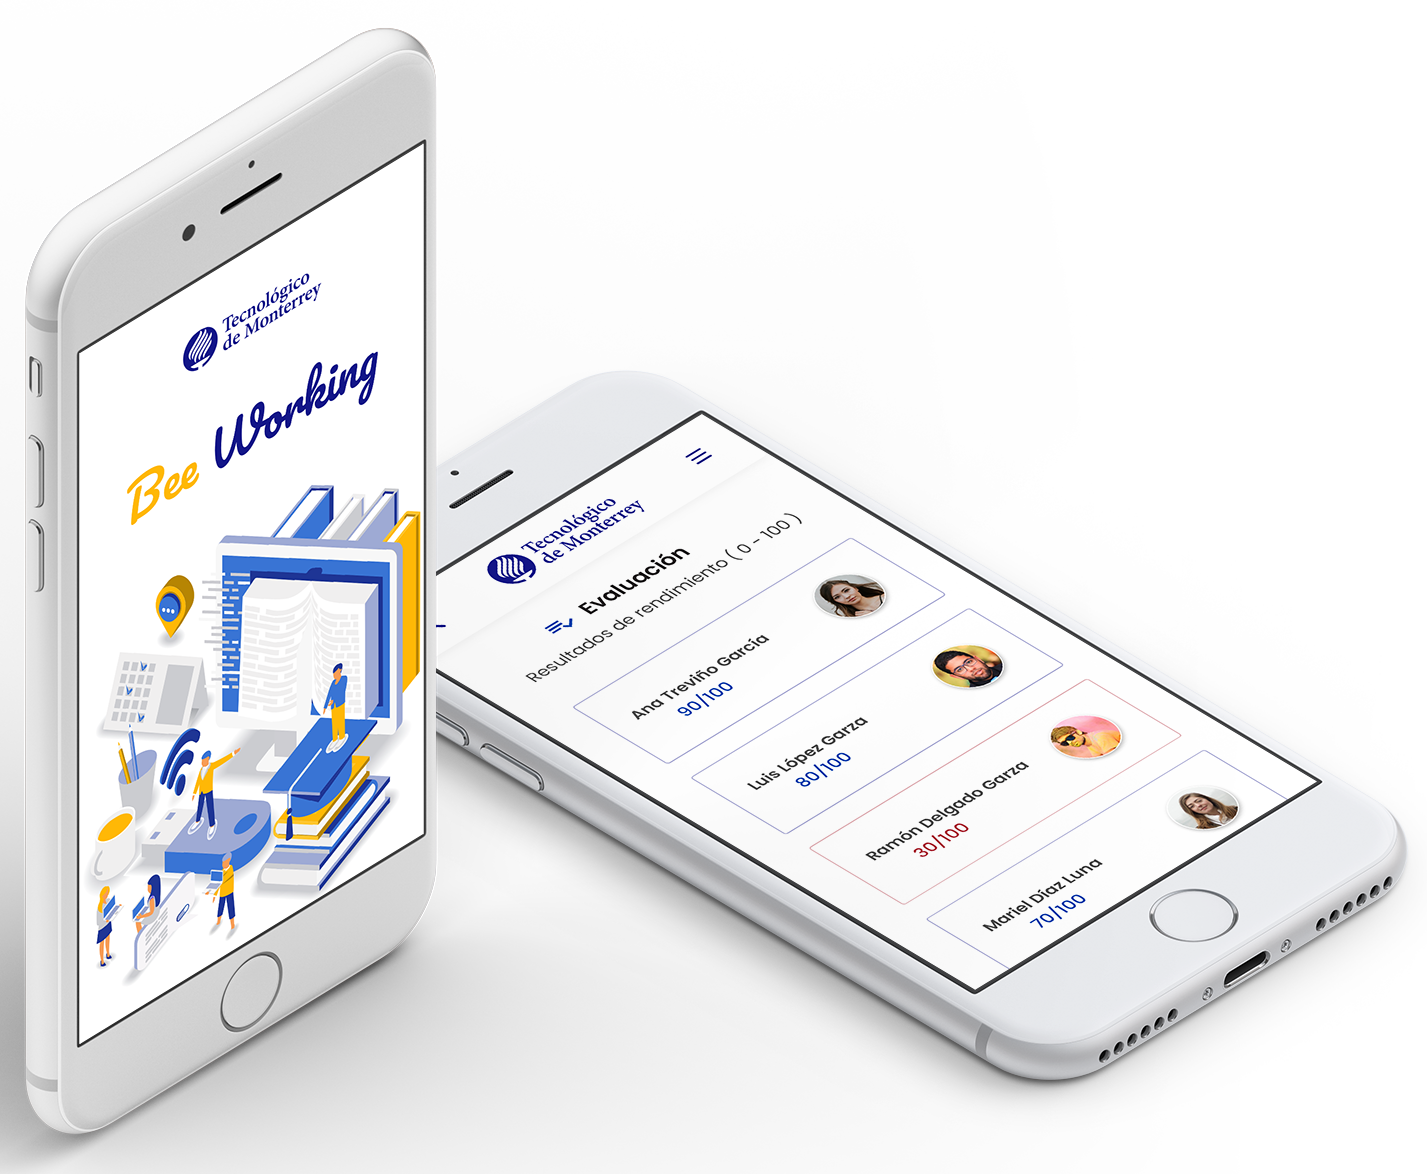 Tecnológico
de Monterrey
Bee Working
Tecnológico
de Monterrey
Evaluación
Resultados de rendimiento ( 0 - 100 )
Ana Treviño García
90/100
Luis López Garza
80/100
Ramón Delgado Garza
30/100
Mariel Díaz Luna
70/100